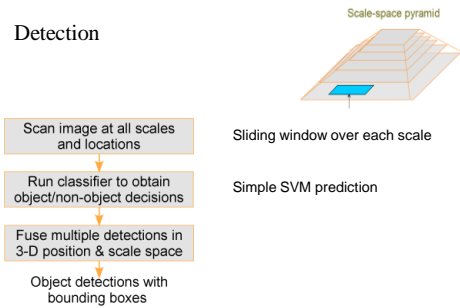 Scale-space pyramid
Detection
Scan image at all scales
and locations
Sliding window over each scale
Run classifier to obtain
object/non-object decisions
Simple SVM prediction
Fuse multiple detections in
3-D position & scale space
Object detections with
bounding boxes